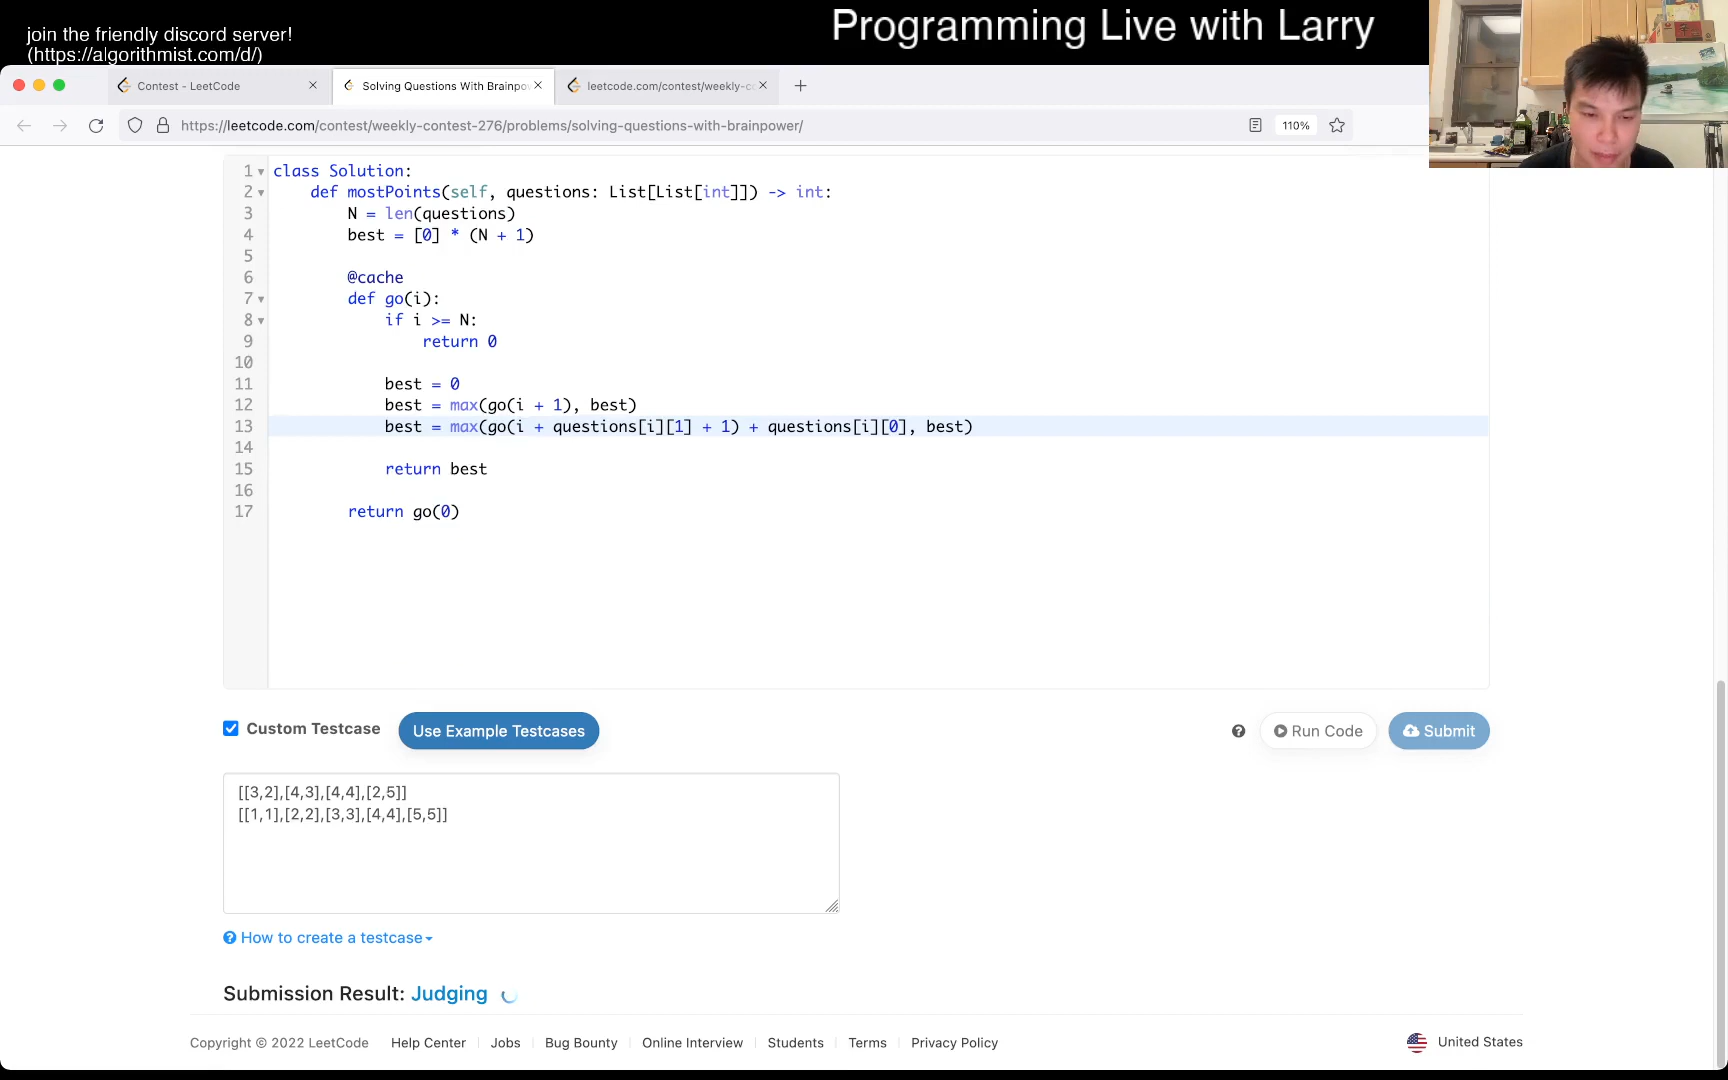 join the friendly discord server!
(https://algorithmist.com/d/)
Programming Live with Larry
Contest - LeetCode
Solving Questions With Brainpo
leetcode.com/contest/weekly-c
https://leetcode.com/contest/weekly-contest-276/problems/solving-questions-with-brainpower/
110%
1 class Solution:
2 def mostPoints(self, questions: List[List[int]]) -> int:
3 N = len(questions)
4 best = [0] * (N + 1)
5
6 @cache
7 def go(i):
8 if i >= N:
9 return 0
10
11 best = 0
12 best = max(go(i + 1), best)
13 best = max(go(i + questions[i][1] + 1) + questions[i][0], best)
14
15 return best
16
17 return go(0)
Custom Testcase
Use Example Testcases
Run Code
Submit
[[3,2],[4,3],[4,4],[2,5]]
[[1,1],[2,2],[3,3],[4,4],[5,5]]
How to create a testcase
Submission Result: Judging
Copyright © 2022 LeetCode
Help Center
Jobs
Bug Bounty
Online Interview
Students
Terms
Privacy Policy
United States